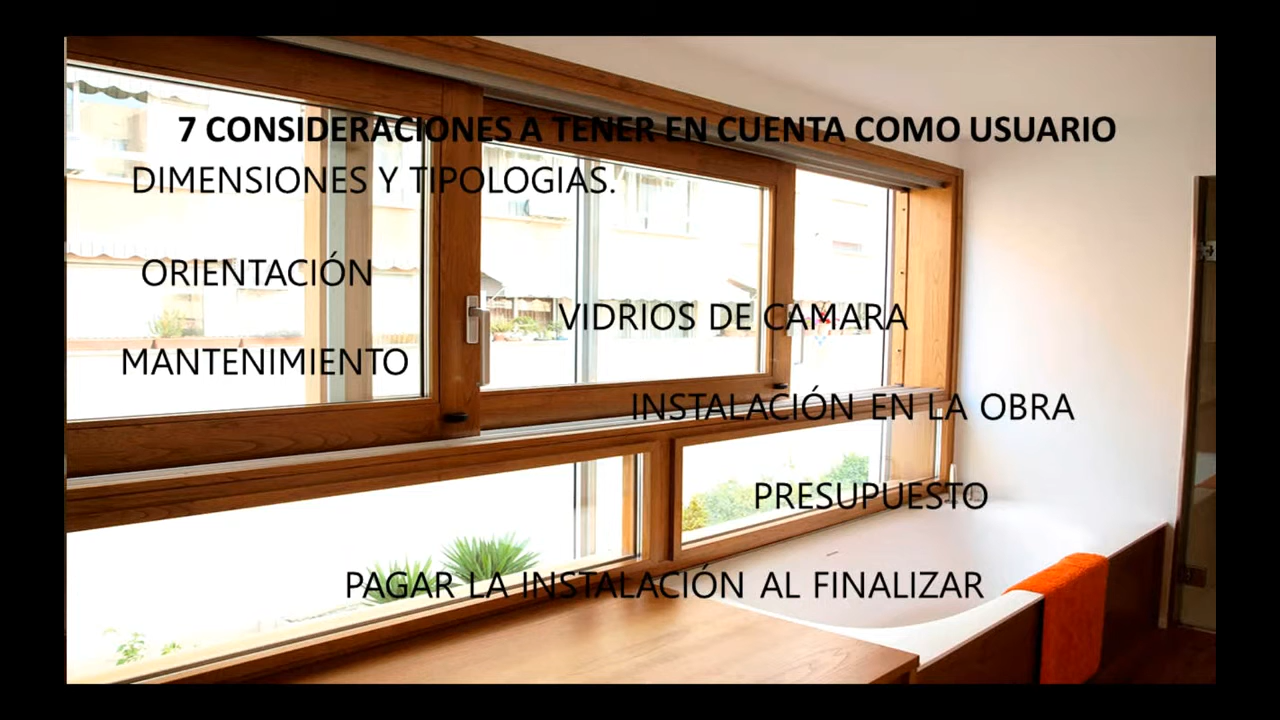 7 CONSIDERACIONES A TENER EN CUENTA COMO USUARIO
DIMENSIONES Y TIPOLOGIAS.
ORIENTACIÓN
VIDRIOS DE CAMARA
MANTENIMIENTO
INSTALACIÓN EN LA OBRA
PRESUPUESTO
PAGAR LA INSTALACIÓN AL FINALIZAR